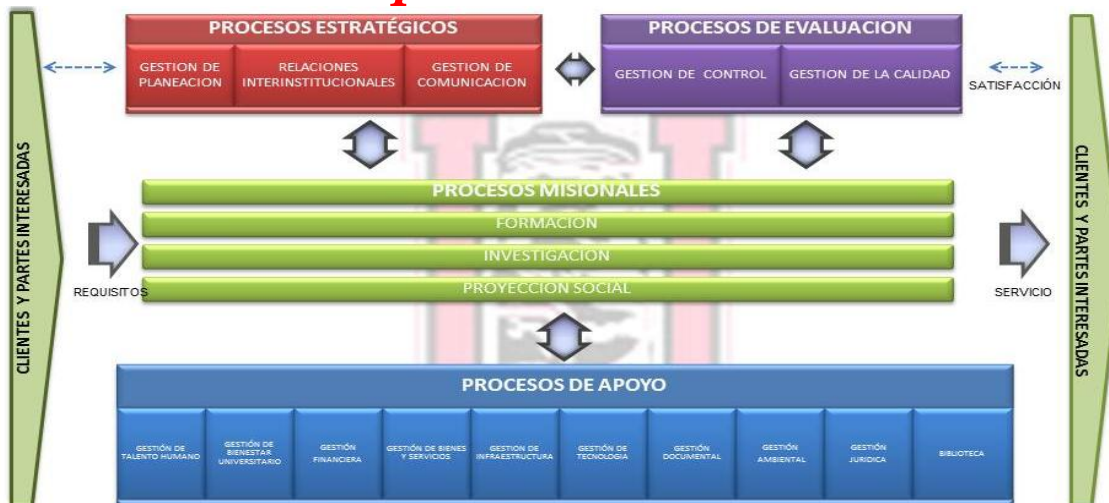 PROCESOS ESTRATÉGICOS
GESTION DE
PLANEACION
RELACIONES
INTERINSTITUCIONALES
GESTION DE
COMUNICACION
PROCESOS DE EVALUACION
GESTION DE CONTROL
GESTION DE LA CALIDAD
SATISFACCIÓN
CLIENTES Y PARTES INTERESADAS
REQUISITOS
PROCESOS MISIONALES
FORMACION
INVESTIGACION
PROYECCION SOCIAL
SERVICIO
CLIENTES Y PARTES INTERESADAS
PROCESOS DE APOYO
GESTIÓN DE
TALENTO HUMANO
GESTIÓN DE
BIENESTAR
UNIVERSITARIO
GESTIÓN
FINANCIERA
GESTIÓN DE BIENES
Y SERVICIOS
GESTION DE
INFRAESTRUCTURA
GESTIÓN DE
TECNOLOGIA
GESTIÓN
DOCUMENTAL
GESTIÓN
AMBIENTAL
GESTIÓN
JURIDICA
BIBLIOTECA